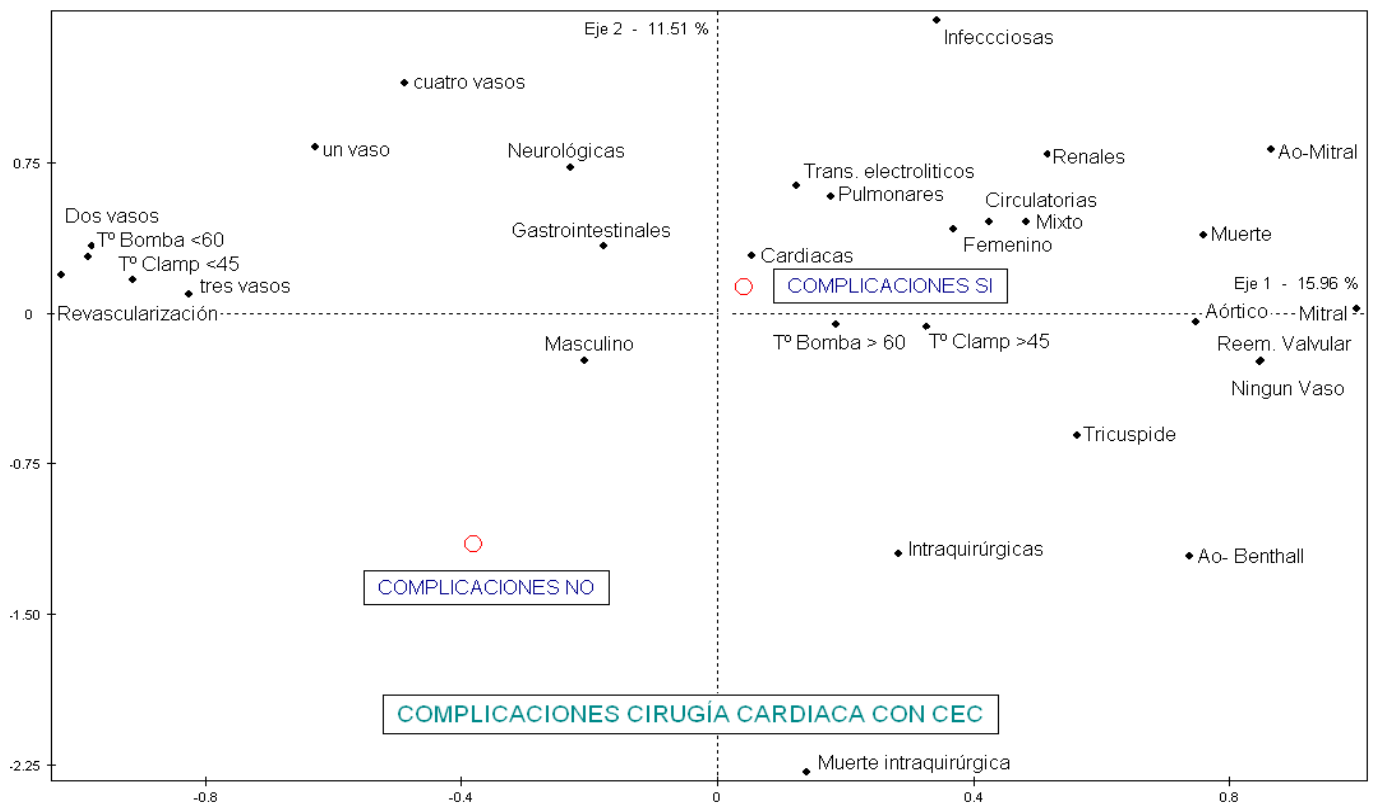 Eje 2 - 11.51 %
Infeccciosas
cuatro vasos
un vaso
Neurológicas
0.75
Renales
Ao-Mitral
Trans. electroliticos
Pulmonares
Circulatorias
Mixto
Dos vasos
Gastrointestinales
Femenino
Muerte
Tº Bomba <60
Cardiacas
Tº Clamp <45
tres vasos
COMPLICACIONES SI
Eje 1 - 15.96 %
0
Revascularización
Aórtico
Mitral
Masculino
Tº Bomba > 60
Tº Clamp >45
Reem. Valvular
Ningun Vaso
Tricuspide
-0.75
Intraquirúrgicas
Ao- Benthall
COMPLICACIONES NO
-1.50
COMPLICACIONES CIRUGÍA CARDIACA CON CEC
Muerte intraquirúrgica
-2.25
-0.8
-0.4
0
0.4
0.8